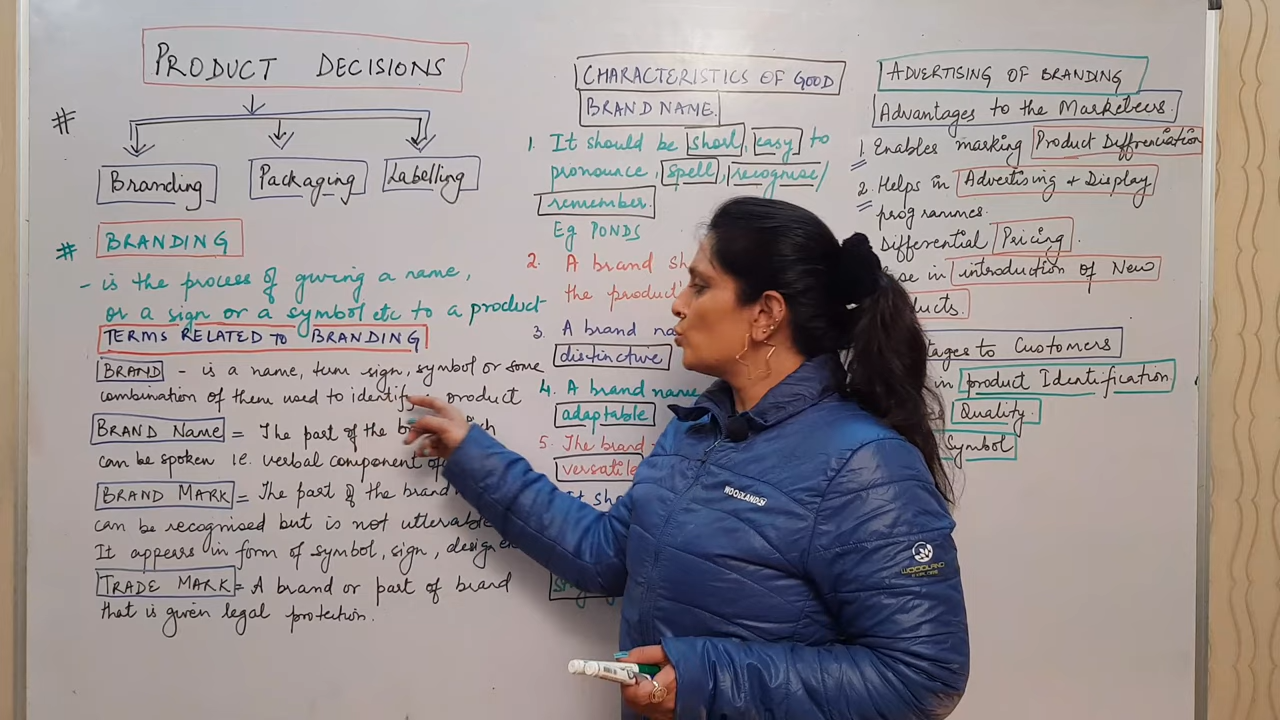 PRODUCT DECISIONS
#
Branding
Packaging
Labelling
# BRANDING
- is the process of giving a name,
or a sign or a symbol etc to a product
TERMS RELATED TO BRANDING
BRAND - is a name, term sign, symbol or some
combination of them used to identify product
BRAND Name = The part of the
can be spoken i.e. verbal component
BRAND MARK = The part of the brand
can be recognised but is not utterable
It appears in form of symbol, sign, design
TRADE MARK = A brand or part of brand
that is given legal protection.
CHARACTERISTICS OF GOOD
BRAND NAME.
1. It should be short, easy to
pronounce, spell, recognise/
remember.
Eg PONDS
2. A brand
the product
3. A brand
distinctive
4. A brand name
adaptable
5. The brand
versatile
It
ADVERTISING OF BRANDING
Advantages to the Marketeers.
1. Enables masking Product Diffrenciation
2. Helps in Advertising + Display
programmes.
Differential Pricing.
in introduction of New
to Customers
in product Identification
Quality.
Symbol
WOODLAND
WOODLAND